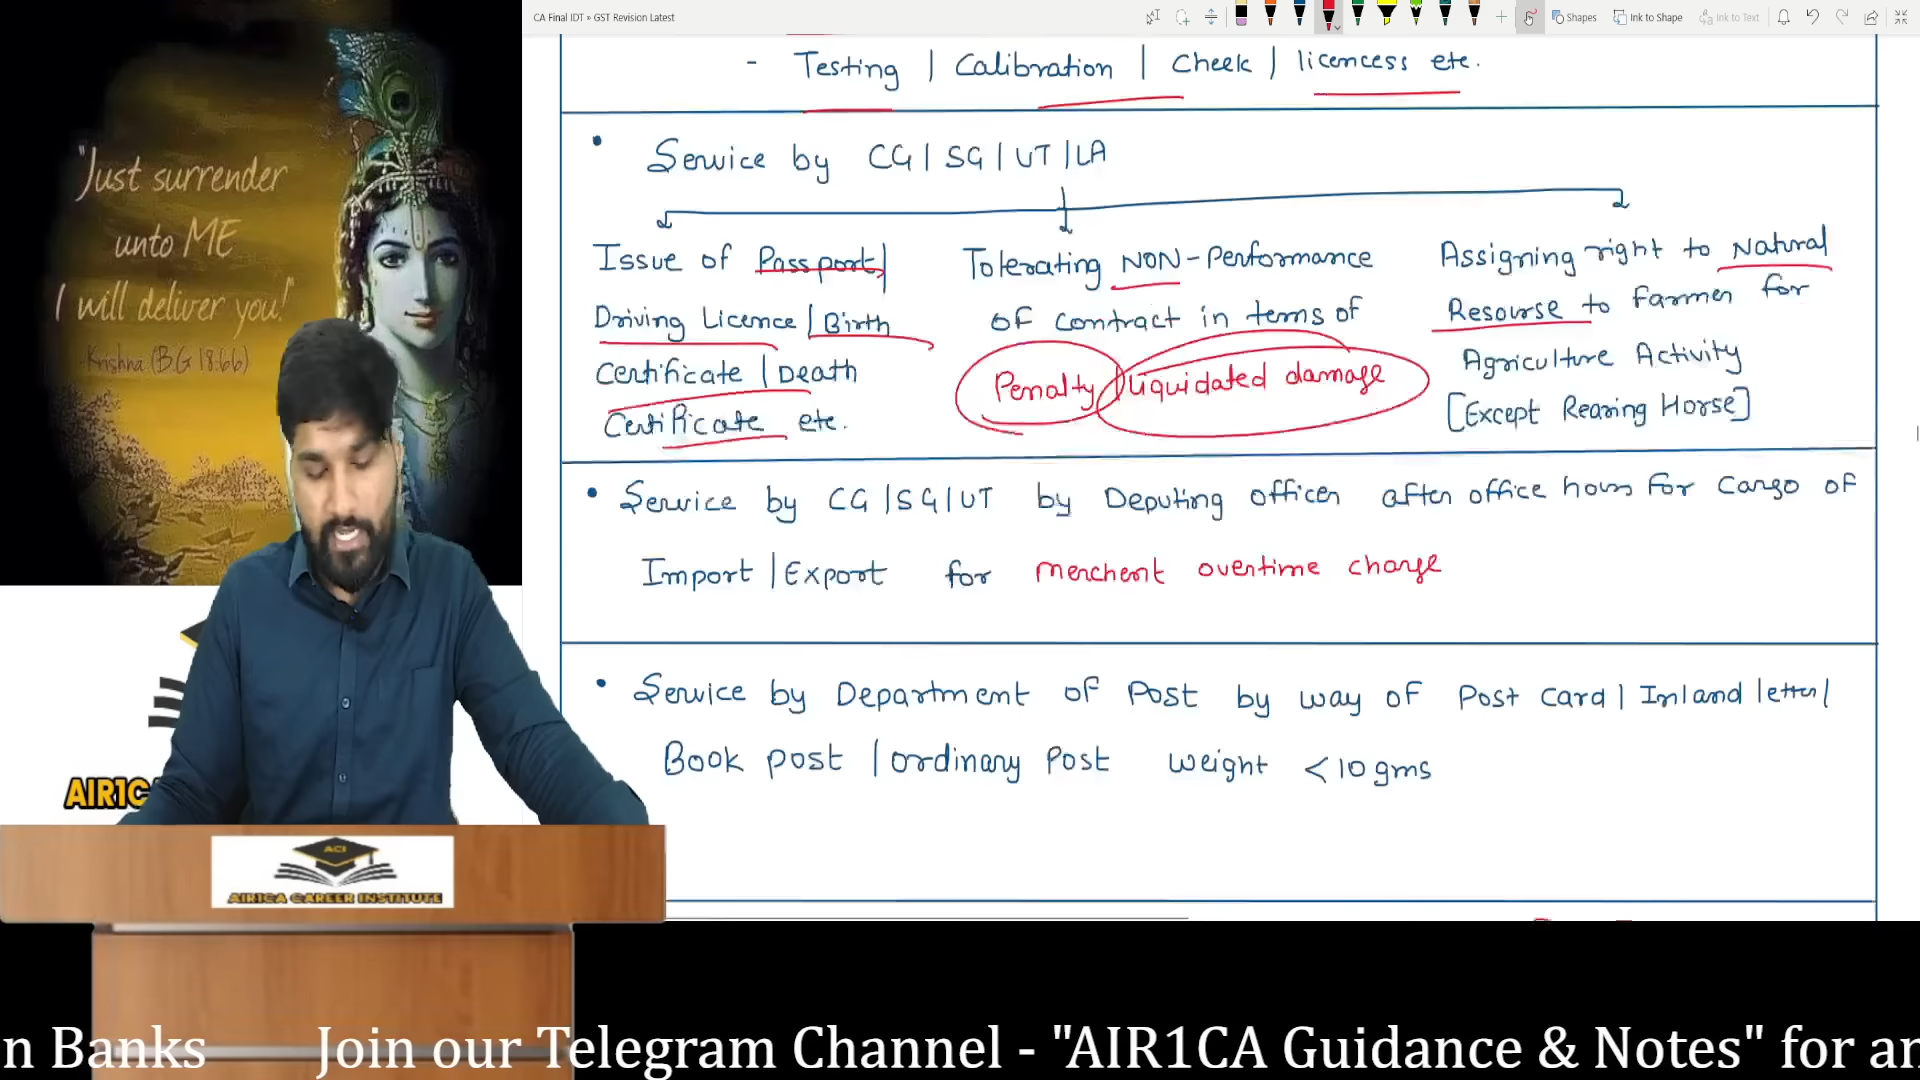 CA Final IDT » GST Revision Latest
Shapes
Ink to Shape
Ink to Text
- Testing | Calibration | Check | licencess etc.
• Service by CG | SG | UT | LA
Issue of Passport|
Driving Licence | Birth
Certificate | Death
Certificate etc.
Tolerating NON-Performance
of contract in terms of
Penalty | liquidated damage
Assigning right to Natural
Resourse to farmer for
Agriculture Activity
[Except Rearing Horse]
• Service by CG | SG | UT by Deputing officer after office hours for cargo of
Import | Export for merchent overtime charge
• Service by Department of Post by way of Post card | Inland letter |
Book post | ordinary Post weight < 10 gms
"Just surrender
unto ME
I will deliver you!"
-Krishna (B.G 18:66)
AIR1C
ACI
AIR1CA CAREER INSTITUTE
n Banks Join our Telegram Channel - "AIR1CA Guidance & Notes" for an